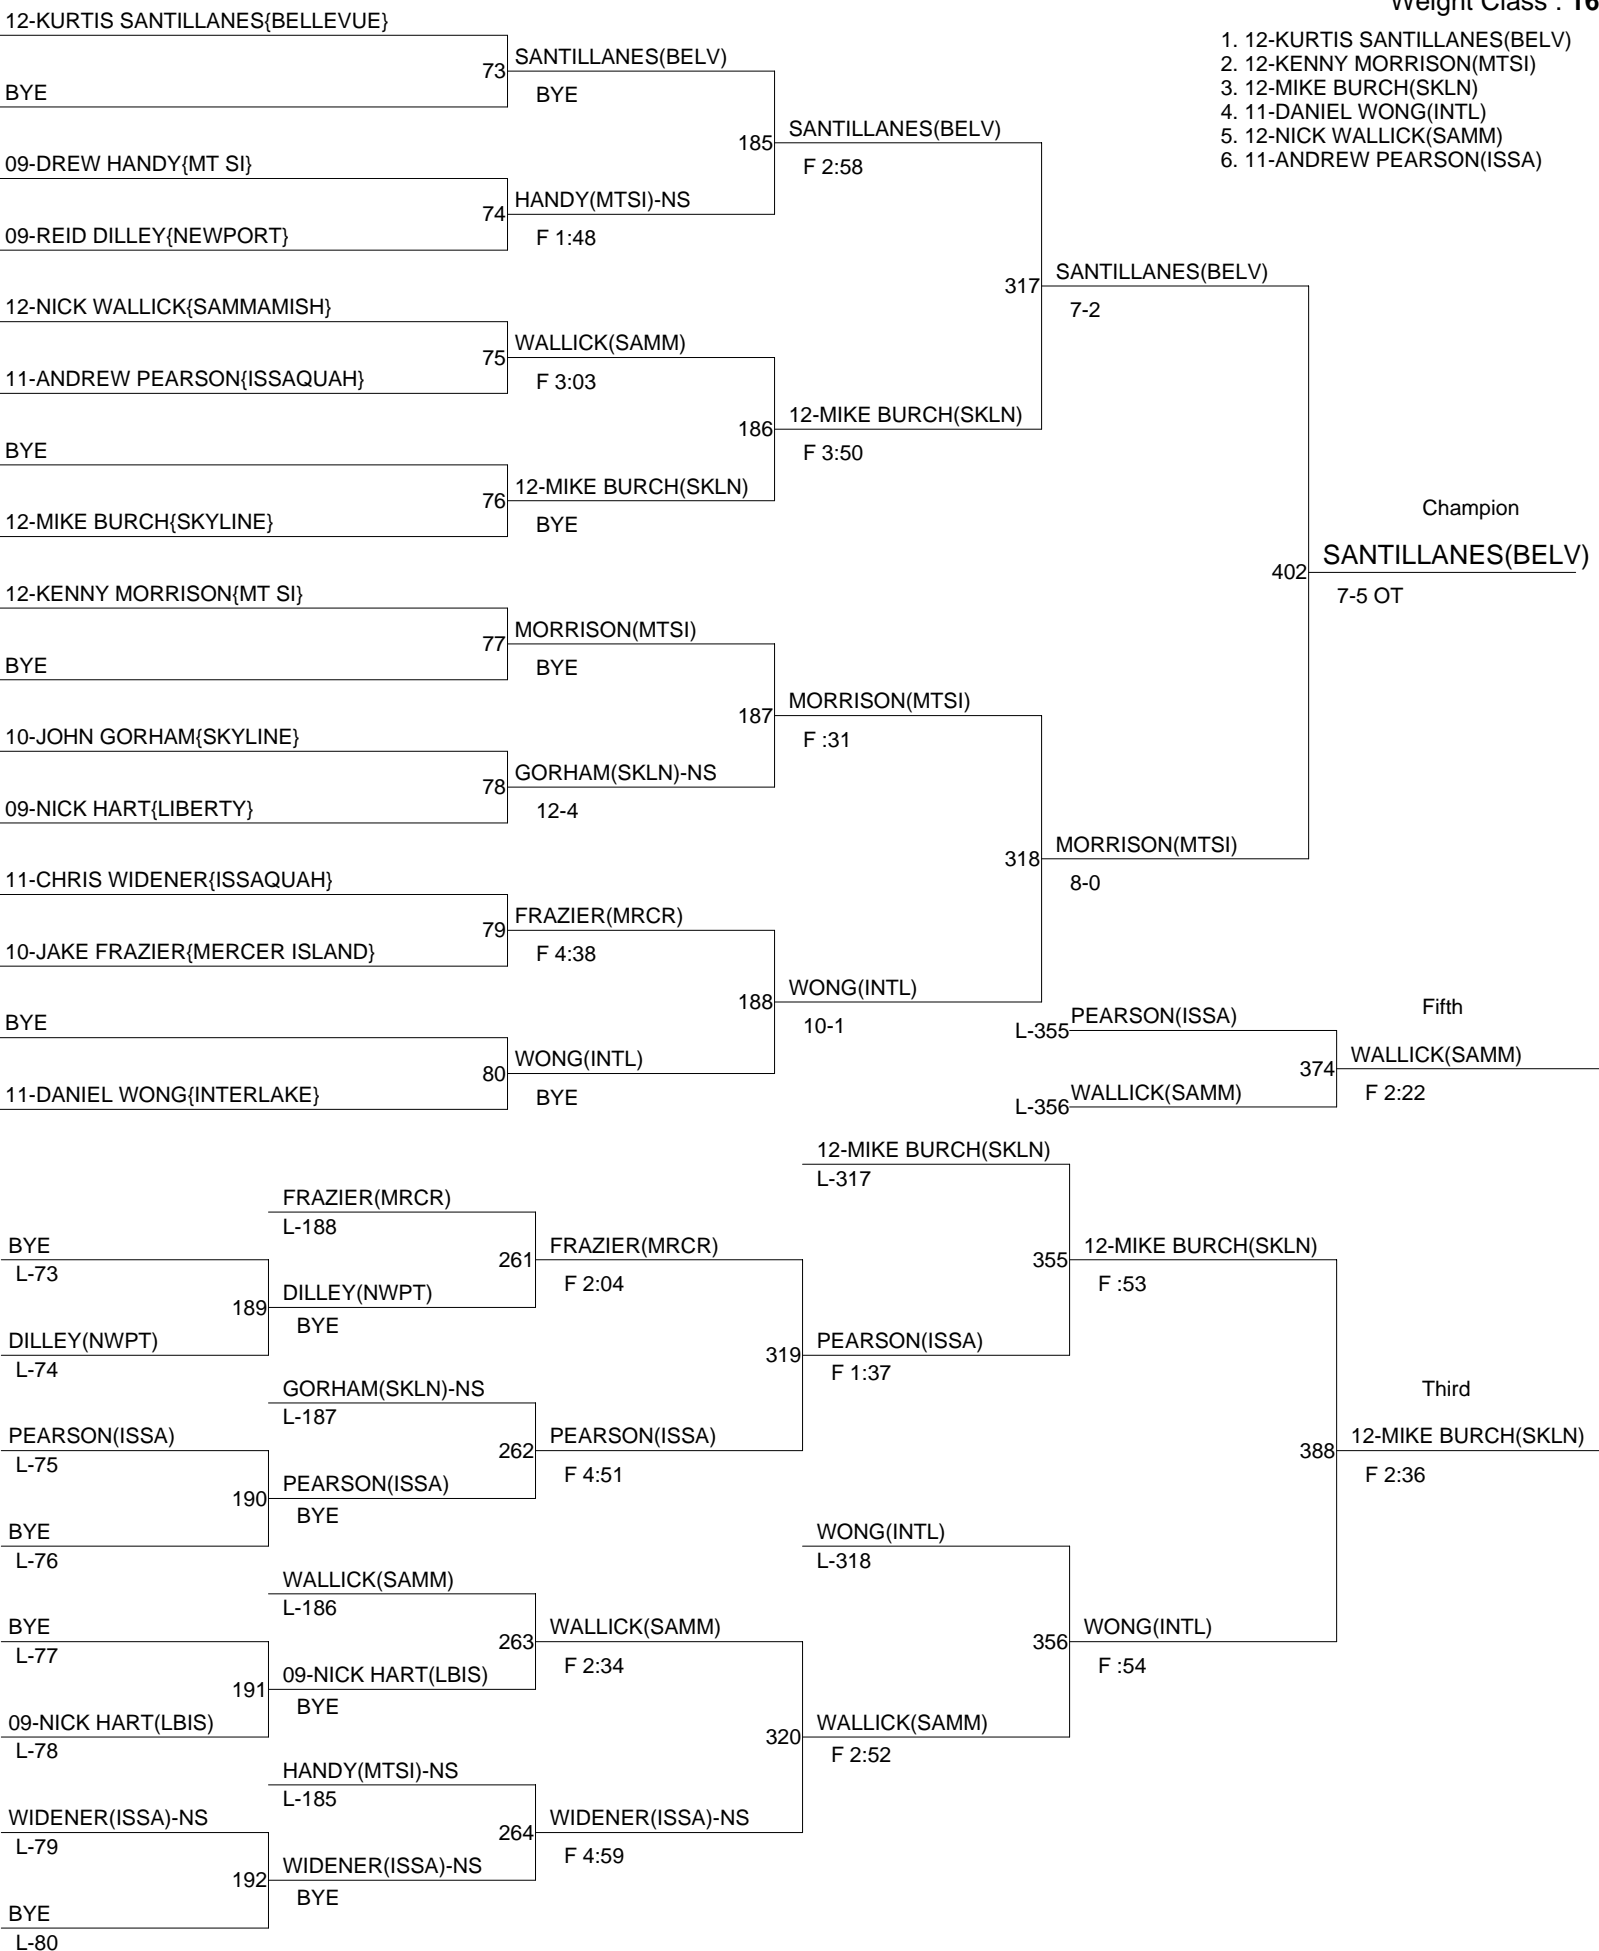 Weight Class : 16
1. 12-KURTIS SANTILLANES(BELV)
2. 12-KENNY MORRISON(MTSI)
3. 12-MIKE BURCH(SKLN)
4. 11-DANIEL WONG(INTL)
5. 12-NICK WALLICK(SAMM)
6. 11-ANDREW PEARSON(ISSA)
12-KURTIS SANTILLANES{BELLEVUE}
BYE
09-DREW HANDY{MT SI}
09-REID DILLEY{NEWPORT}
12-NICK WALLICK{SAMMAMISH}
11-ANDREW PEARSON{ISSAQUAH}
BYE
12-MIKE BURCH{SKYLINE}
12-KENNY MORRISON{MT SI}
BYE
10-JOHN GORHAM{SKYLINE}
09-NICK HART{LIBERTY}
11-CHRIS WIDENER{ISSAQUAH}
10-JAKE FRAZIER{MERCER ISLAND}
BYE
11-DANIEL WONG{INTERLAKE}
73
SANTILLANES(BELV)
BYE
74
HANDY(MTSI)-NS
F 1:48
75
WALLICK(SAMM)
F 3:03
76
12-MIKE BURCH(SKLN)
BYE
77
MORRISON(MTSI)
BYE
78
GORHAM(SKLN)-NS
12-4
79
FRAZIER(MRCR)
F 4:38
80
WONG(INTL)
BYE
185
SANTILLANES(BELV)
F 2:58
186
12-MIKE BURCH(SKLN)
F 3:50
187
MORRISON(MTSI)
F :31
188
WONG(INTL)
10-1
317
SANTILLANES(BELV)
7-2
318
MORRISON(MTSI)
8-0
Champion
402
SANTILLANES(BELV)
7-5 OT
L-355
PEARSON(ISSA)
L-356
WALLICK(SAMM)
Fifth
374
WALLICK(SAMM)
F 2:22
BYE
L-73
DILLEY(NWPT)
L-74
PEARSON(ISSA)
L-75
BYE
L-76
BYE
L-77
09-NICK HART(LBIS)
L-78
WIDENER(ISSA)-NS
L-79
BYE
L-80
FRAZIER(MRCR)
L-188
189
DILLEY(NWPT)
BYE
GORHAM(SKLN)-NS
L-187
190
PEARSON(ISSA)
BYE
WALLICK(SAMM)
L-186
191
09-NICK HART(LBIS)
BYE
HANDY(MTSI)-NS
L-185
192
WIDENER(ISSA)-NS
BYE
261
FRAZIER(MRCR)
F 2:04
262
PEARSON(ISSA)
F 4:51
263
WALLICK(SAMM)
F 2:34
264
WIDENER(ISSA)-NS
F 4:59
12-MIKE BURCH(SKLN)
L-317
319
PEARSON(ISSA)
F 1:37
WONG(INTL)
L-318
320
WALLICK(SAMM)
F 2:52
355
12-MIKE BURCH(SKLN)
F :53
356
WONG(INTL)
F :54
Third
388
12-MIKE BURCH(SKLN)
F 2:36